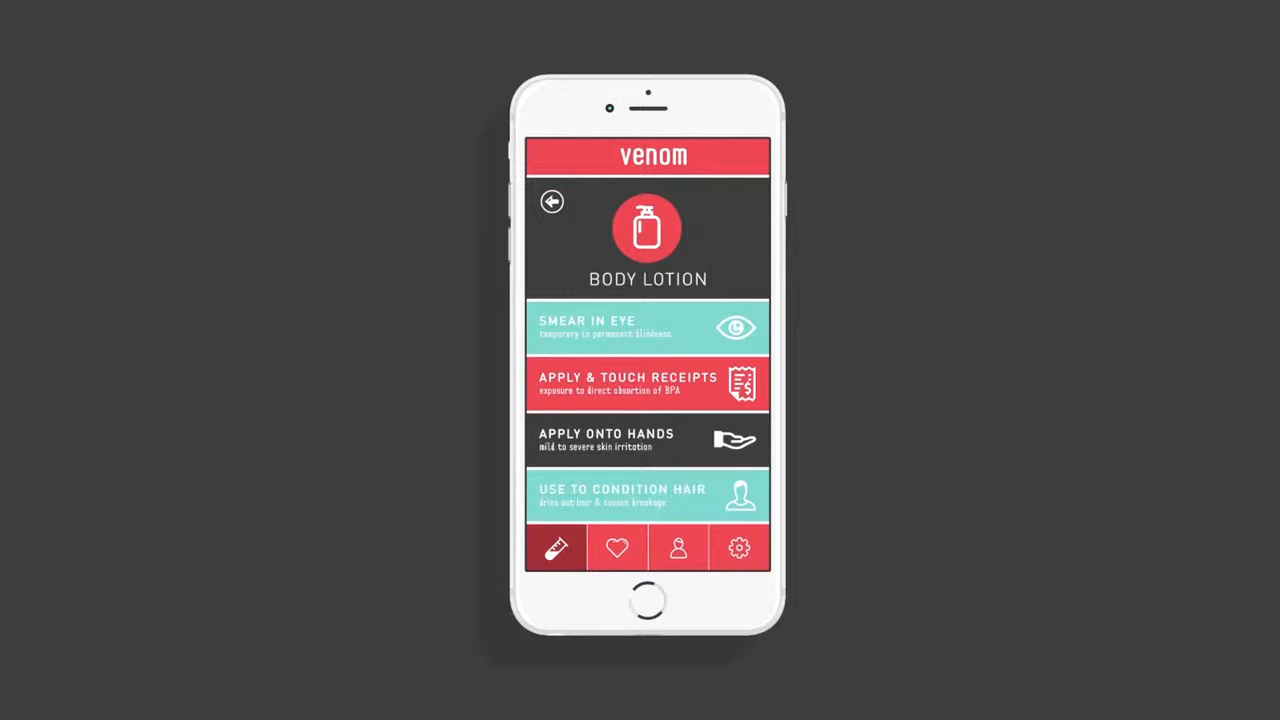 venom
BODY LOTION
SMEAR IN EYE
temporary to permanent blindness
APPLY & TOUCH RECEIPTS
exposure to direct absortion of BPA
APPLY ONTO HANDS
mild to severe skin irritation
USE TO CONDITION HAIR
dries out hair & causes breakage